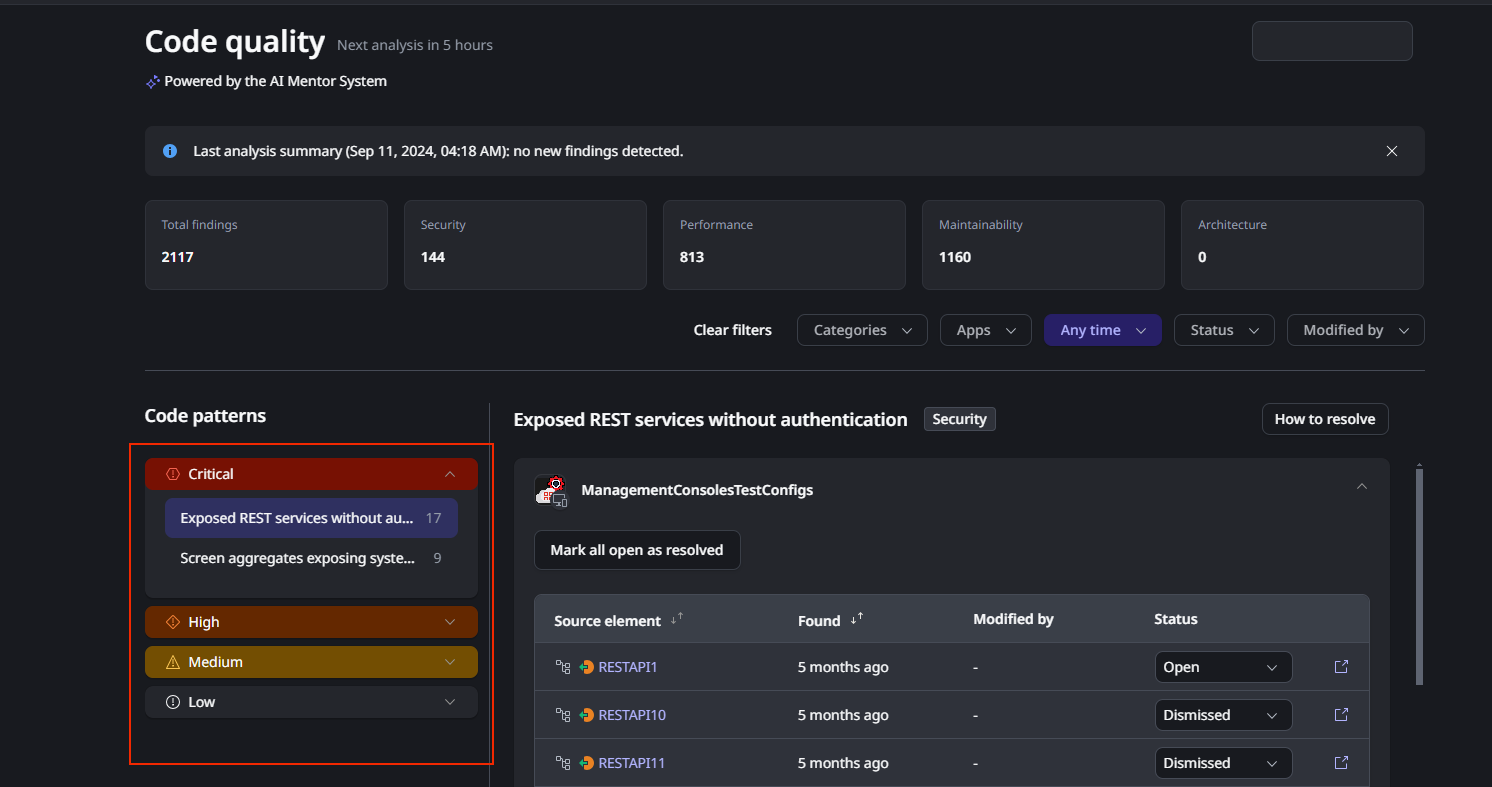 Code quality Next analysis in 5 hours
Powered by the AI Mentor System
Last analysis summary (Sep 11, 2024, 04:18 AM): no new findings detected.
Total findings Security Performance Maintainability Architecture
2117 144 813 1160 0
Clear filters Categories Apps Any time Status Modified by
Code patterns
Exposed REST services without authentication Security How to resolve
Critical
Exposed REST services without au... 17
Screen aggregates exposing syste... 9
High
Medium
Low
ManagementConsolesTestConfigs
Mark all open as resolved
Source element Found Modified by Status
RESTAPI1 5 months ago - Open
RESTAPI10 5 months ago - Dismissed
RESTAPI11 5 months ago - Dismissed